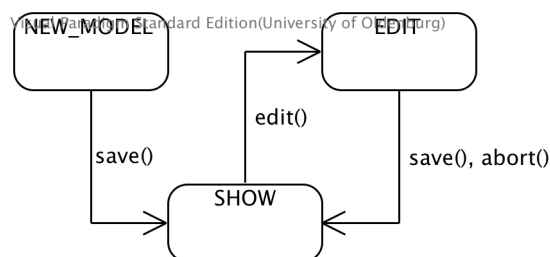 Visual Paradigm Standard Edition(University of Oldenburg)
NEW_MODEL
EDIT
edit()
save()
save(), abort()
SHOW